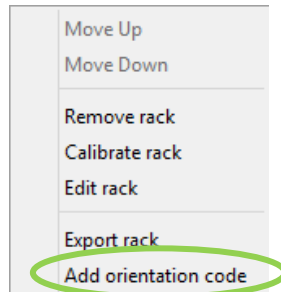 Move Up
Move Down
Remove rack
Calibrate rack
Edit rack
Export rack
Add orientation code